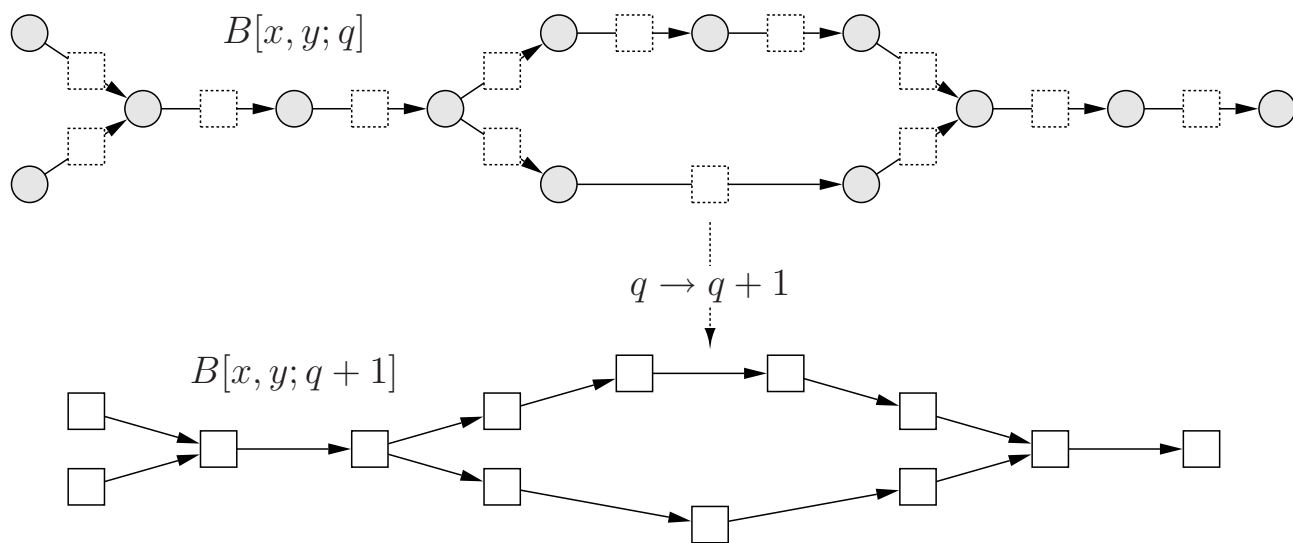 B[x, y; q]
q → q + 1
B[x, y; q + 1]